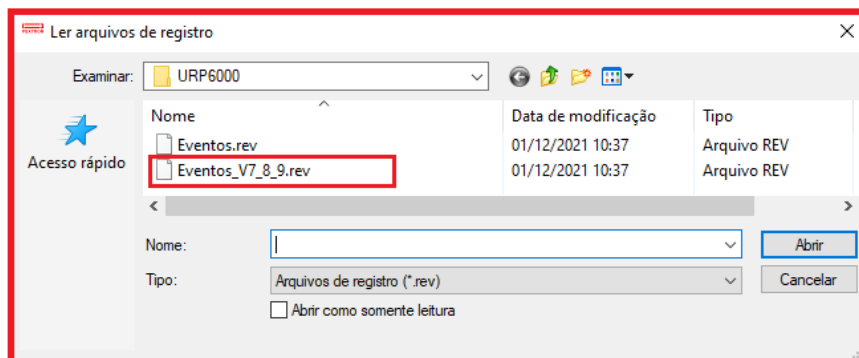 Ler arquivos de registro
Examinar: URP6000
Nome Data de modificação Tipo
Eventos.rev 01/12/2021 10:37 Arquivo REV
Eventos_V7_8_9.rev 01/12/2021 10:37 Arquivo REV
Acesso rápido
Nome: Abrir
Tipo: Arquivos de registro (*.rev) Cancelar
Abrir como somente leitura